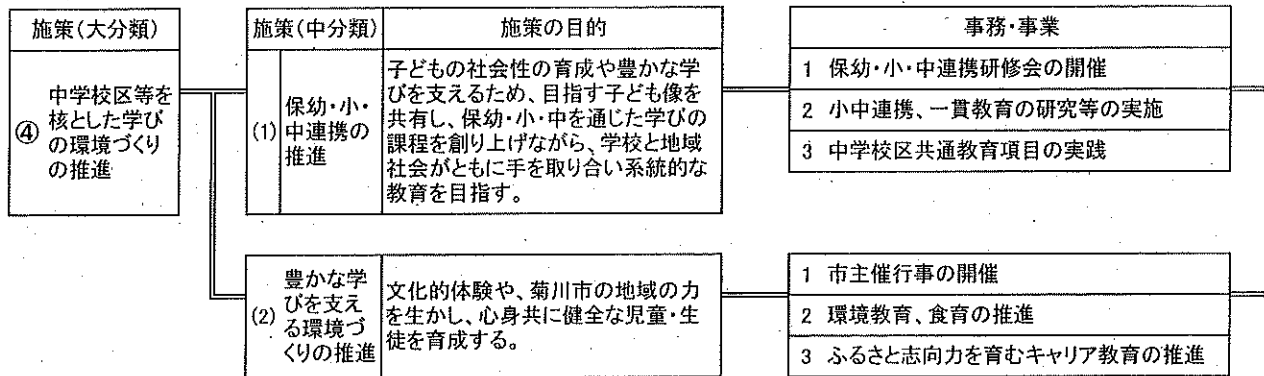 施策(大分類)
④ 中学校区等を
核とした学び
の環境づくり
の推進
施策(中分類)
施策の目的
(1) 保幼・小・
中連携の
推進
子どもの社会性の育成や豊かな学
びを支えるため、目指す子ども像を
共有し、保幼・小・中を通じた学びの
課程を創り上げながら、学校と地域
社会がともに手を取り合い系統的な
教育を目指す。
事務・事業
1 保幼・小・中連携研修会の開催
2 小中連携、一貫教育の研究等の実施
3 中学校区共通教育項目の実践
(2) 豊かな学
びを支え
る環境づ
くりの推進
文化的体験や、菊川市の地域の力
を生かし、心身共に健全な児童・生
徒を育成する。
1 市主催行事の開催
2 環境教育、食育の推進
3 ふるさと志向力を育むキャリア教育の推進